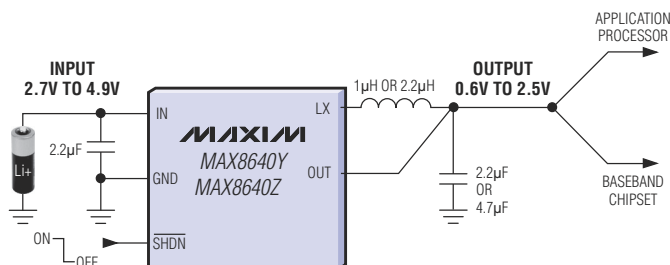 APPLICATION
PROCESSOR
INPUT
2.7V TO 4.9V
OUTPUT
0.6V TO 2.5V
1µH OR 2.2µH
IN
LX
MAXIM
MAX8640Y
MAX8640Z
2.2µF
Li+
GND
OUT
2.2µF
OR
4.7µF
BASEBAND
CHIPSET
ON
OFF
SHDN